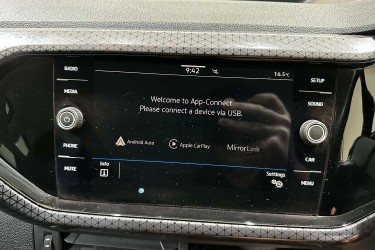 RADIO
9:42
16.5°C
SETUP
MEDIA
SOUND
Welcome to App-Connect
Please connect a device via USB.
Android Auto
Apple CarPlay
MirrorLink
PHONE
CAR
Info
Settings
MUTE
MENU